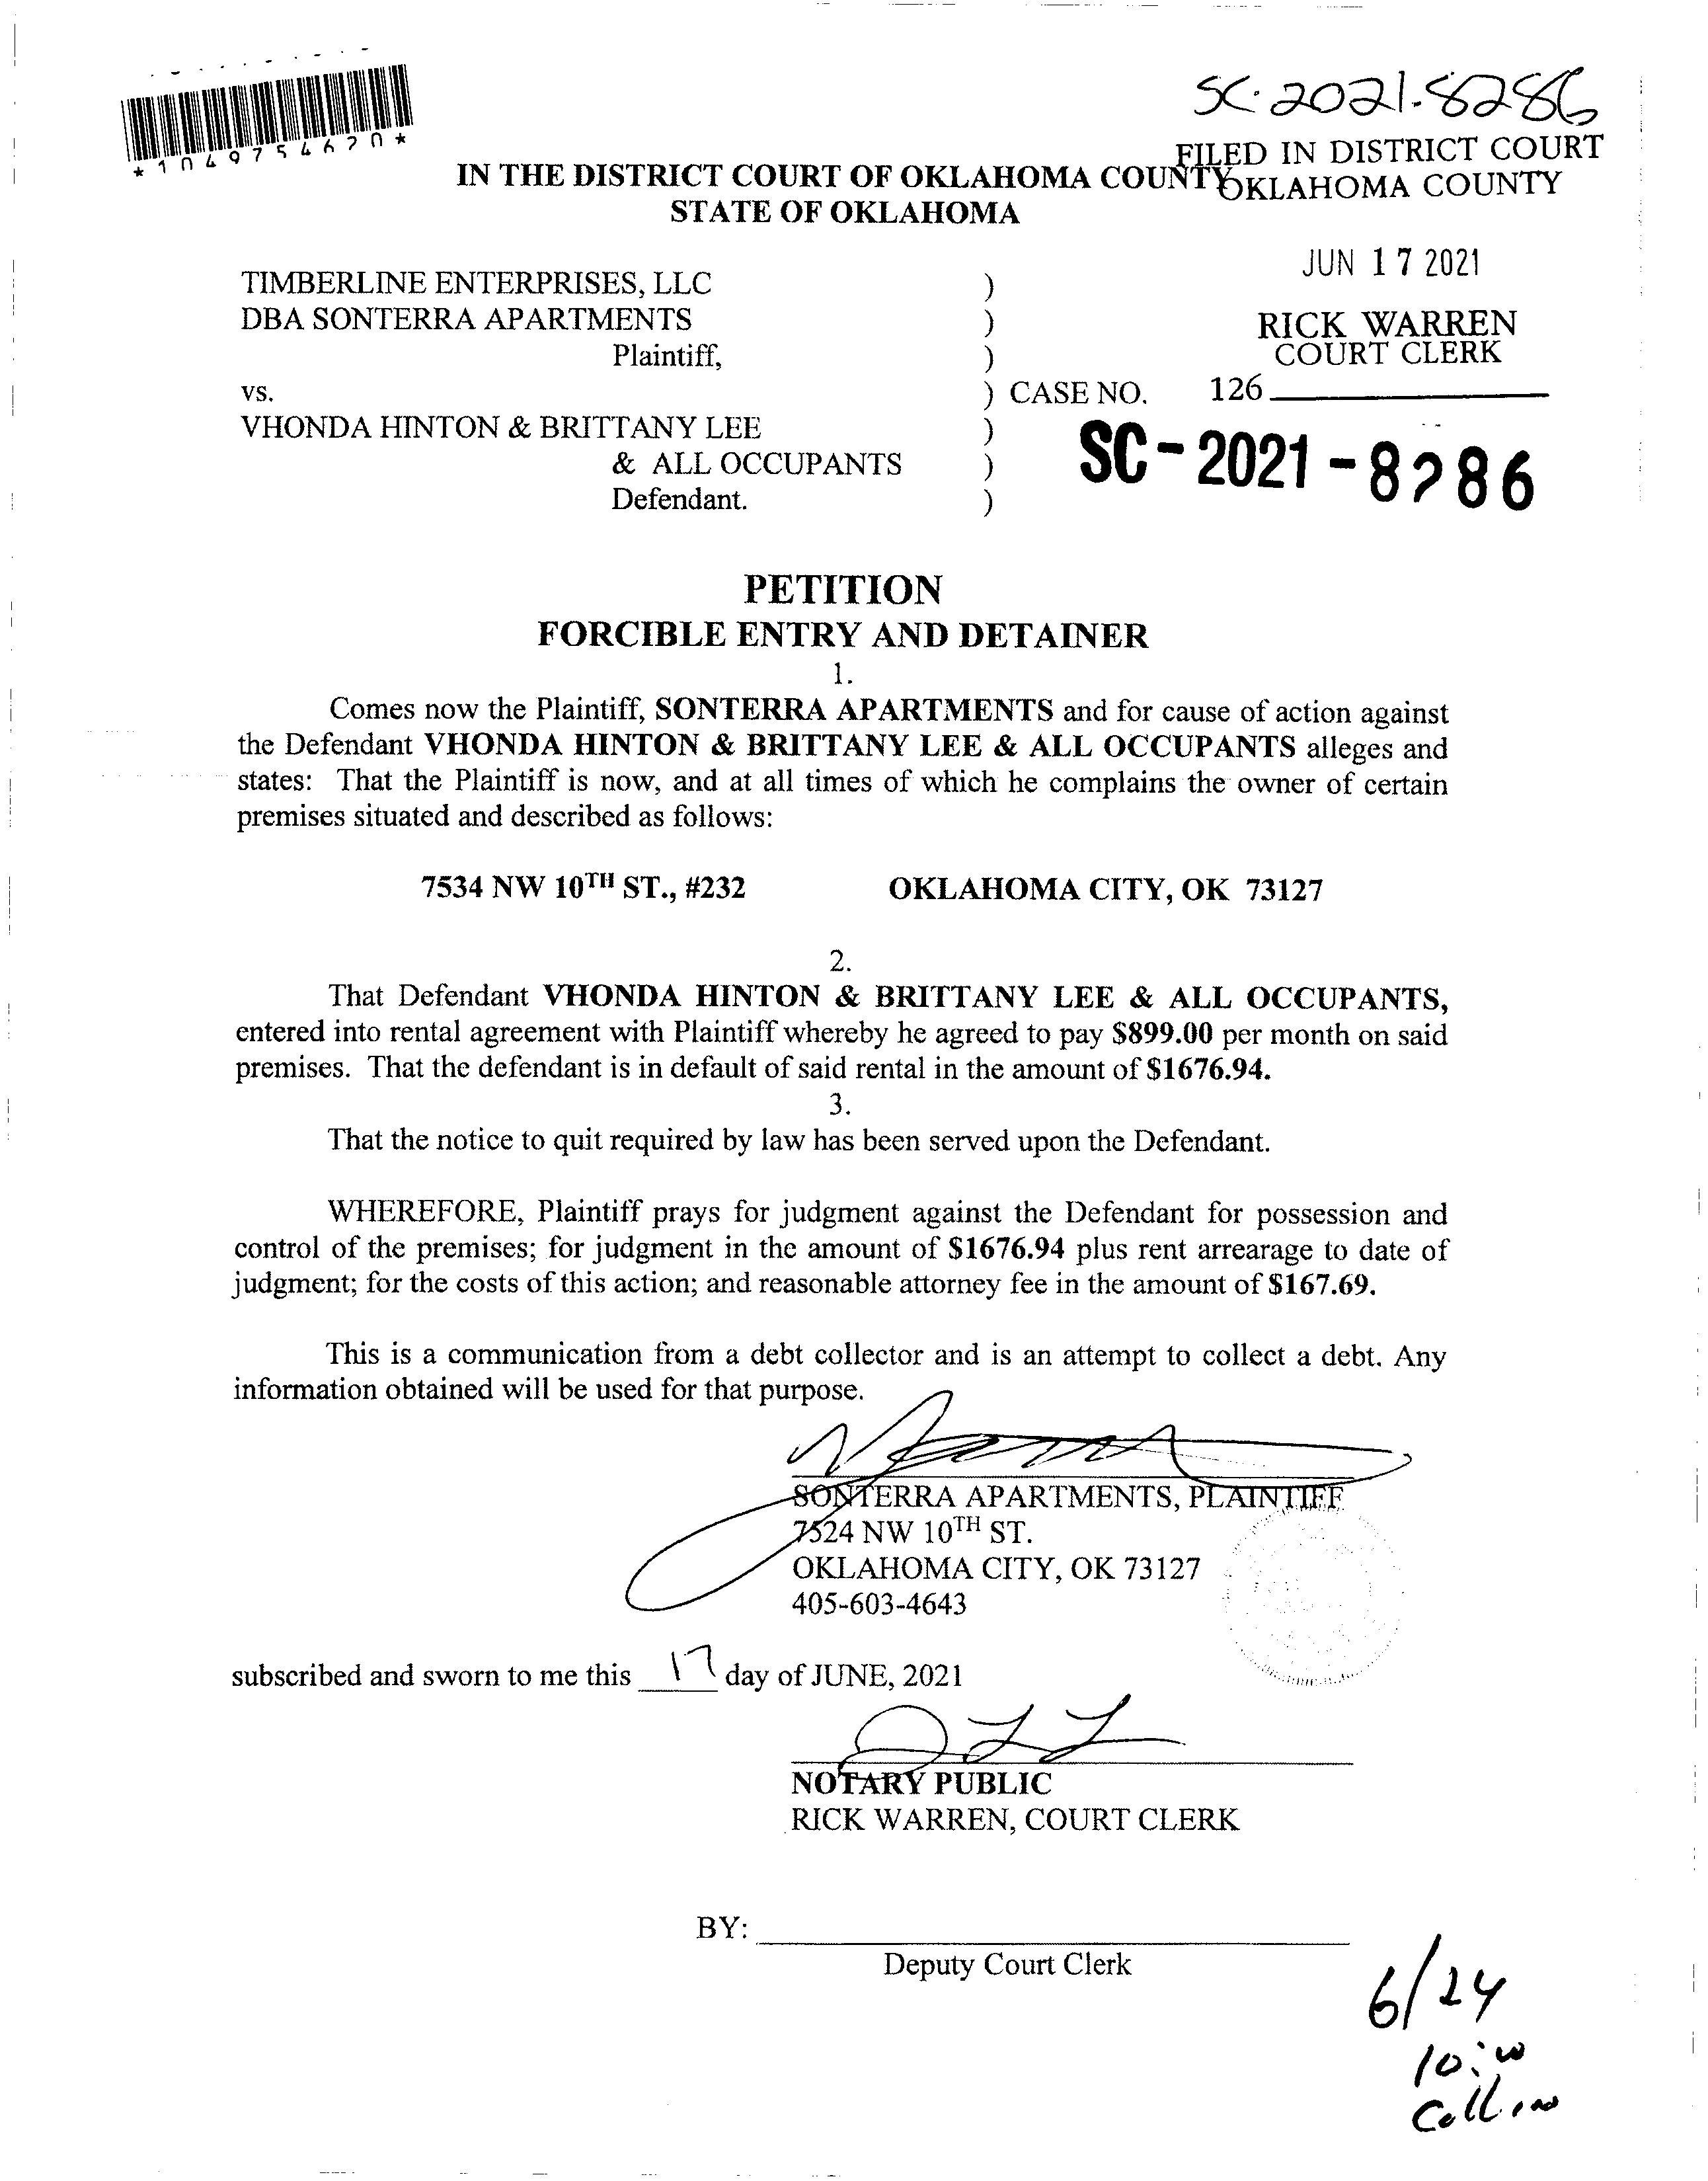 SC-2021-8286
*1049754620*
FILED IN DISTRICT COURT
OKLAHOMA COUNTY
IN THE DISTRICT COURT OF OKLAHOMA COUNTY
STATE OF OKLAHOMA
JUN 17 2021
RICK WARREN
COURT CLERK
126
TIMBERLINE ENTERPRISES, LLC )
DBA SONTERRA APARTMENTS )
Plaintiff, )
vs. ) CASE NO.
VHONDA HINTON & BRITTANY LEE )
& ALL OCCUPANTS )
Defendant. )
SC-2021-8286
PETITION
FORCIBLE ENTRY AND DETAINER
1.
Comes now the Plaintiff, SONTERRA APARTMENTS and for cause of action against
the Defendant VHONDA HINTON & BRITTANY LEE & ALL OCCUPANTS alleges and
states: That the Plaintiff is now, and at all times of which he complains the owner of certain
premises situated and described as follows:
7534 NW 10TH ST., #232 OKLAHOMA CITY, OK 73127
2.
That Defendant VHONDA HINTON & BRITTANY LEE & ALL OCCUPANTS,
entered into rental agreement with Plaintiff whereby he agreed to pay $899.00 per month on said
premises. That the defendant is in default of said rental in the amount of $1676.94.
3.
That the notice to quit required by law has been served upon the Defendant.
WHEREFORE, Plaintiff prays for judgment against the Defendant for possession and
control of the premises; for judgment in the amount of $1676.94 plus rent arrearage to date of
judgment; for the costs of this action; and reasonable attorney fee in the amount of $167.69.
This is a communication from a debt collector and is an attempt to collect a debt. Any
information obtained will be used for that purpose.
SONTERRA APARTMENTS, PLAINTIFF
7524 NW 10TH ST.
OKLAHOMA CITY, OK 73127
405-603-4643
subscribed and sworn to me this 17 day of JUNE, 2021
NOTARY PUBLIC
RICK WARREN, COURT CLERK
BY:
Deputy Court Clerk
6/24
Collins